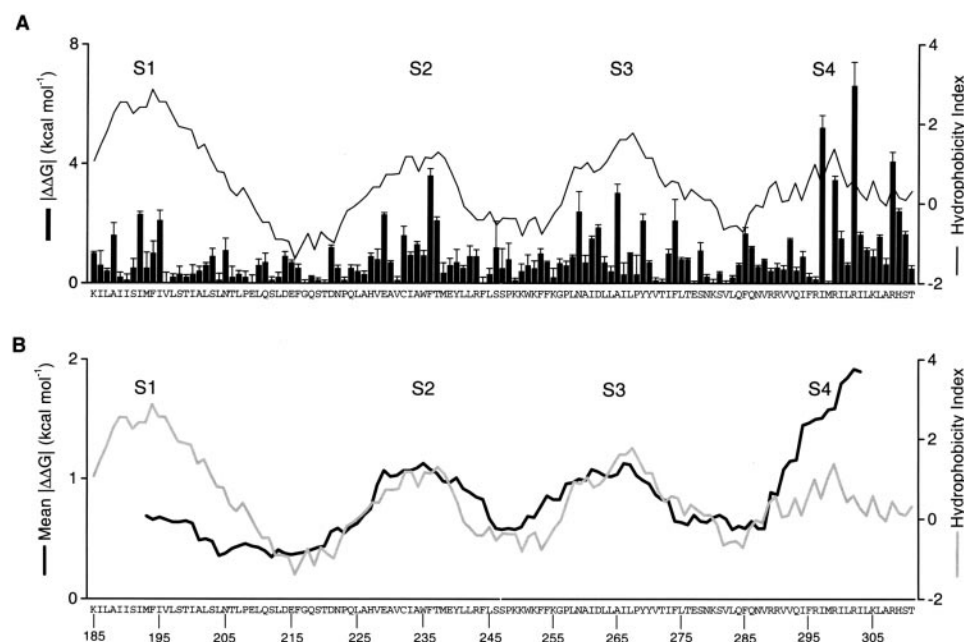 A
S1 S2 S3 S4
8
4
0
|ΔΔG| (kcal mol⁻¹)
4
2
0
-2
Hydrophobicity Index
KILAIISIMFIVLSTIALSLNTLPELQSLDEFGQSTDNPQLAHVEAVCIAWFTMEYLLRFLSSPKKWKFFKGPLNAIDLLAILPYYVTIFLTESNKSVLQFQNVRRVVQIFRIMRILRILKLARHST
B
S1 S2 S3 S4
2
1
0
Mean |ΔΔG| (kcal mol⁻¹)
4
2
0
-2
Hydrophobicity Index
KILAIISIMFIVLSTIALSLNTLPELQSLDEFGQSTDNPQLAHVEAVCIAWFTMEYLLRFLSSPKKWKFFKGPLNAIDLLAILPYYVTIFLTESNKSVLQFQNVRRVVQIFRIMRILRILKLARHST
185 195 205 215 225 235 245 255 265 275 285 295 305